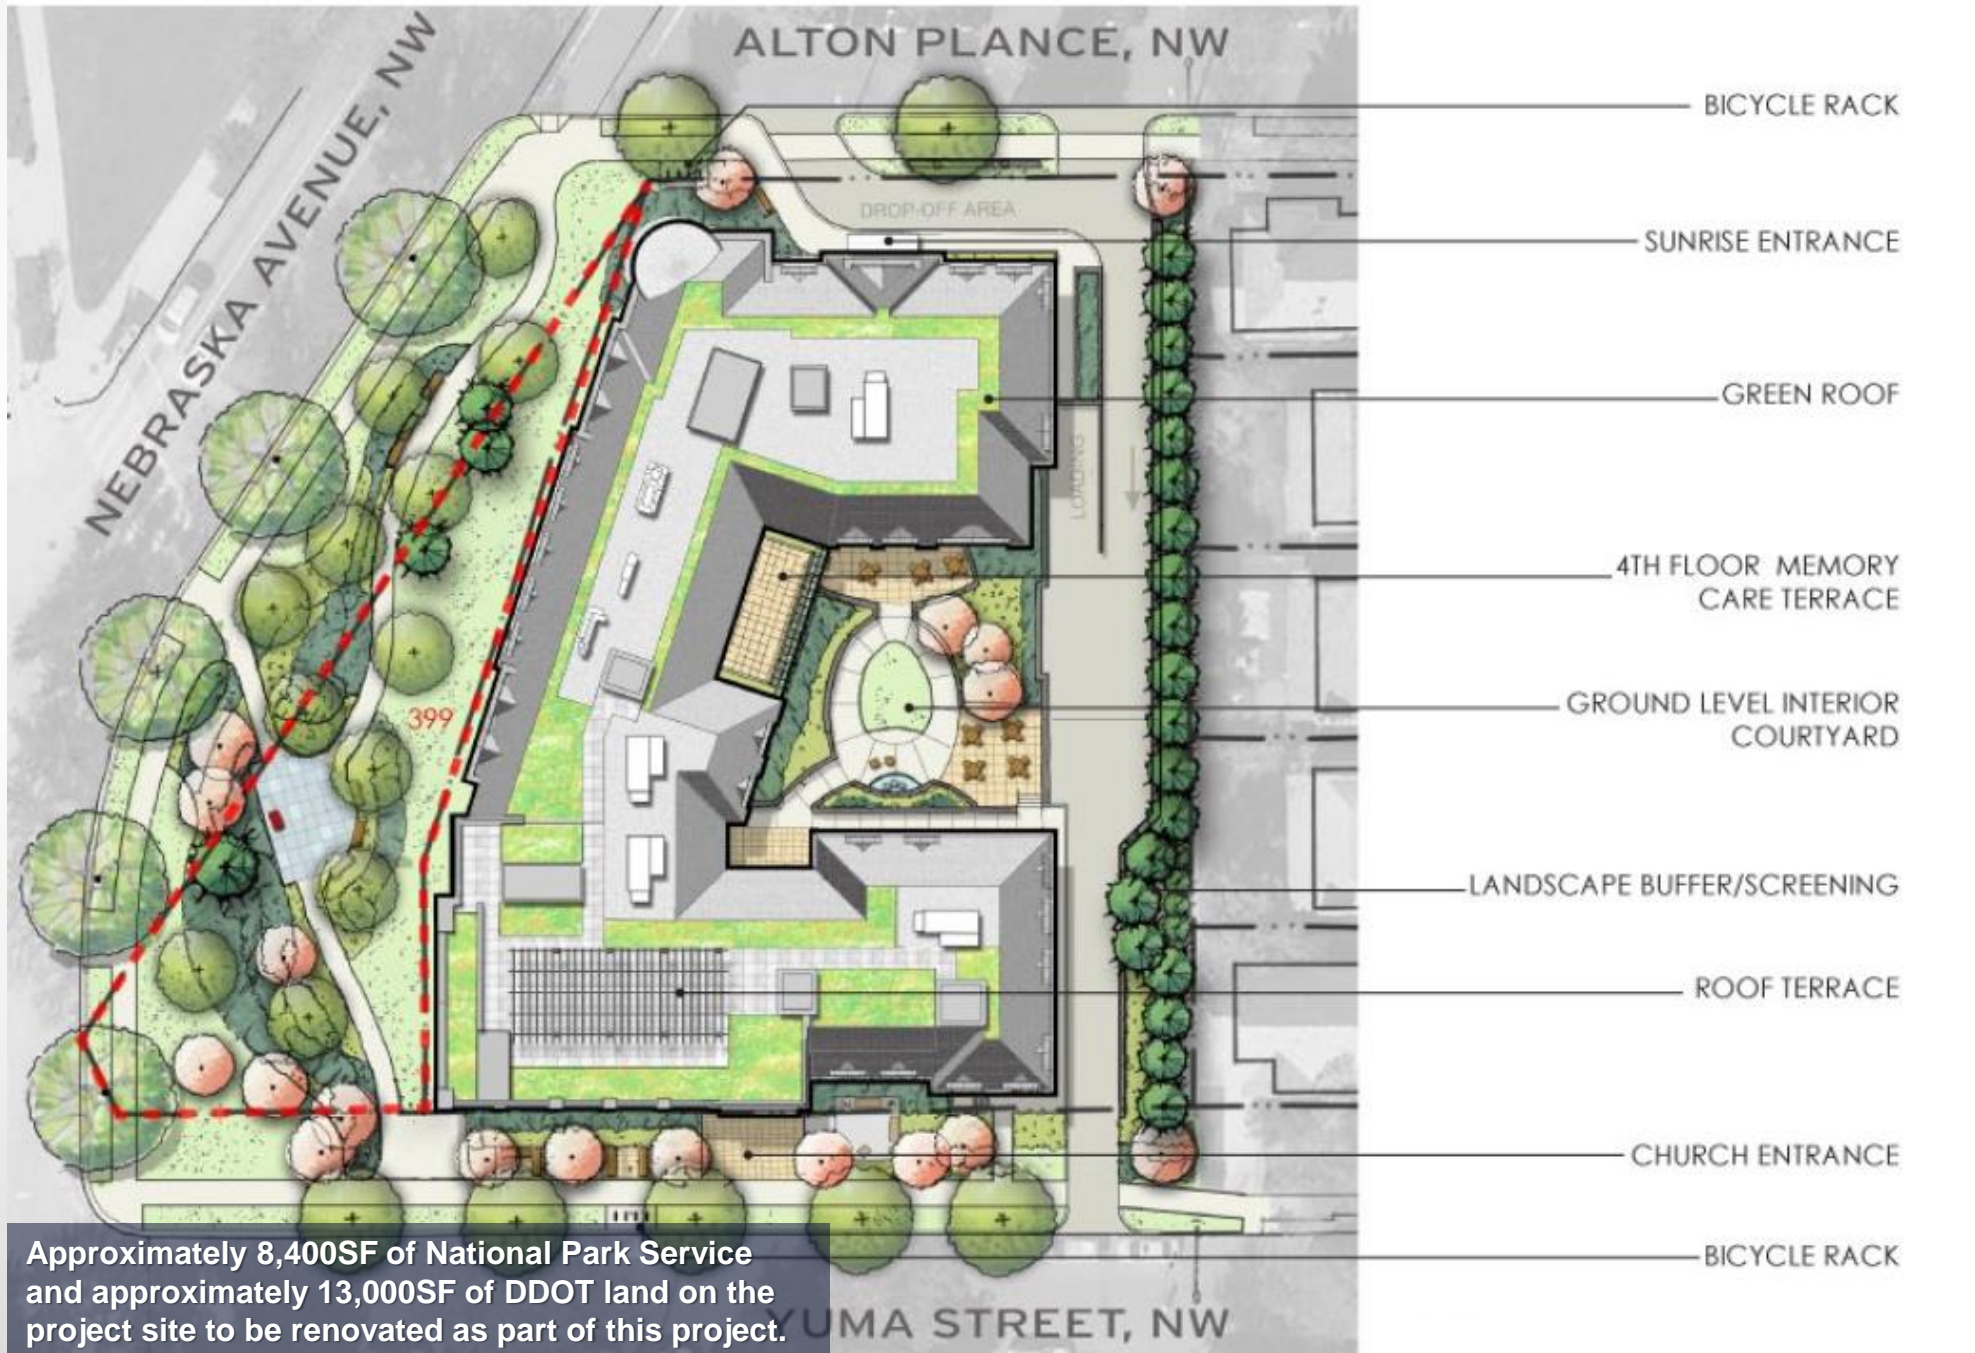 ALTON PLANCE, NW
NEBRASKA AVENUE, NW
BICYCLE RACK
DROP-OFF AREA
SUNRISE ENTRANCE
GREEN ROOF
LOADING
4TH FLOOR MEMORY
CARE TERRACE
GROUND LEVEL INTERIOR
COURTYARD
399
LANDSCAPE BUFFER/SCREENING
ROOF TERRACE
CHURCH ENTRANCE
BICYCLE RACK
Approximately 8,400SF of National Park Service
and approximately 13,000SF of DDOT land on the
project site to be renovated as part of this project.
YUMA STREET, NW